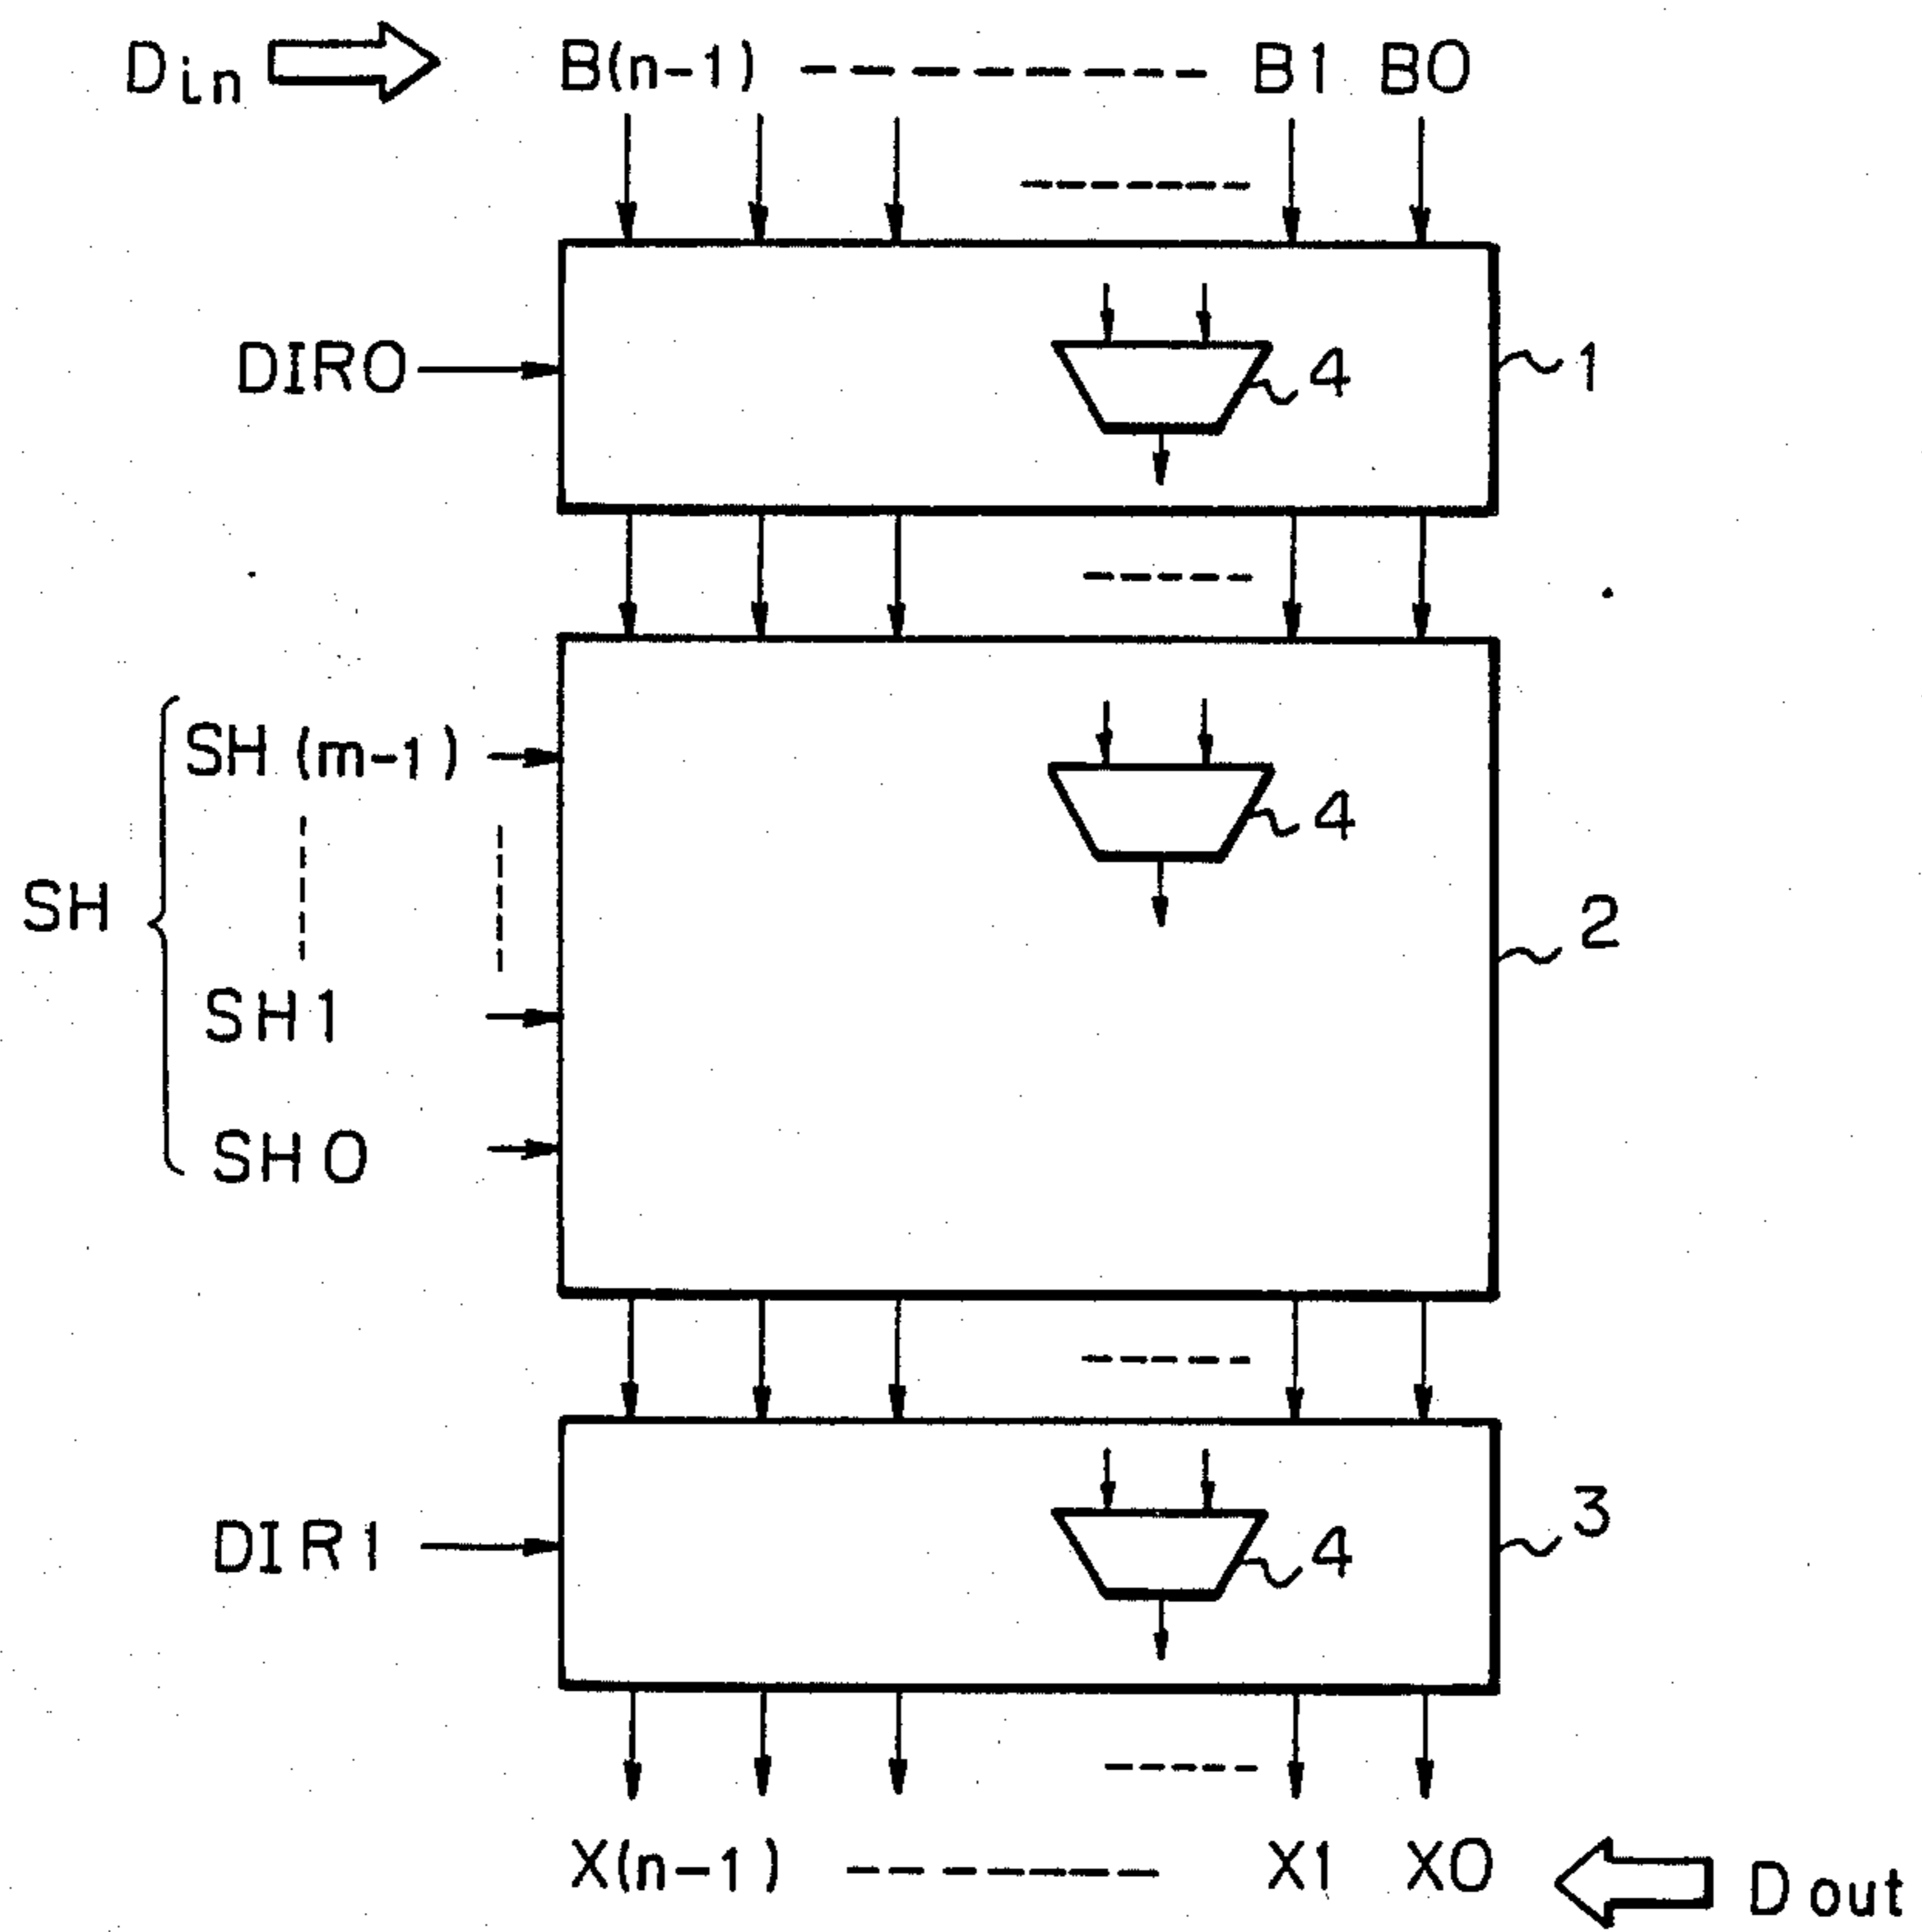 Din B(n-1) B1 B0
DIR0 4 1
SH(m-1)
4
SH 2
SH1
SH0
DIR1 4 3
X(n-1) X1 X0 Dout